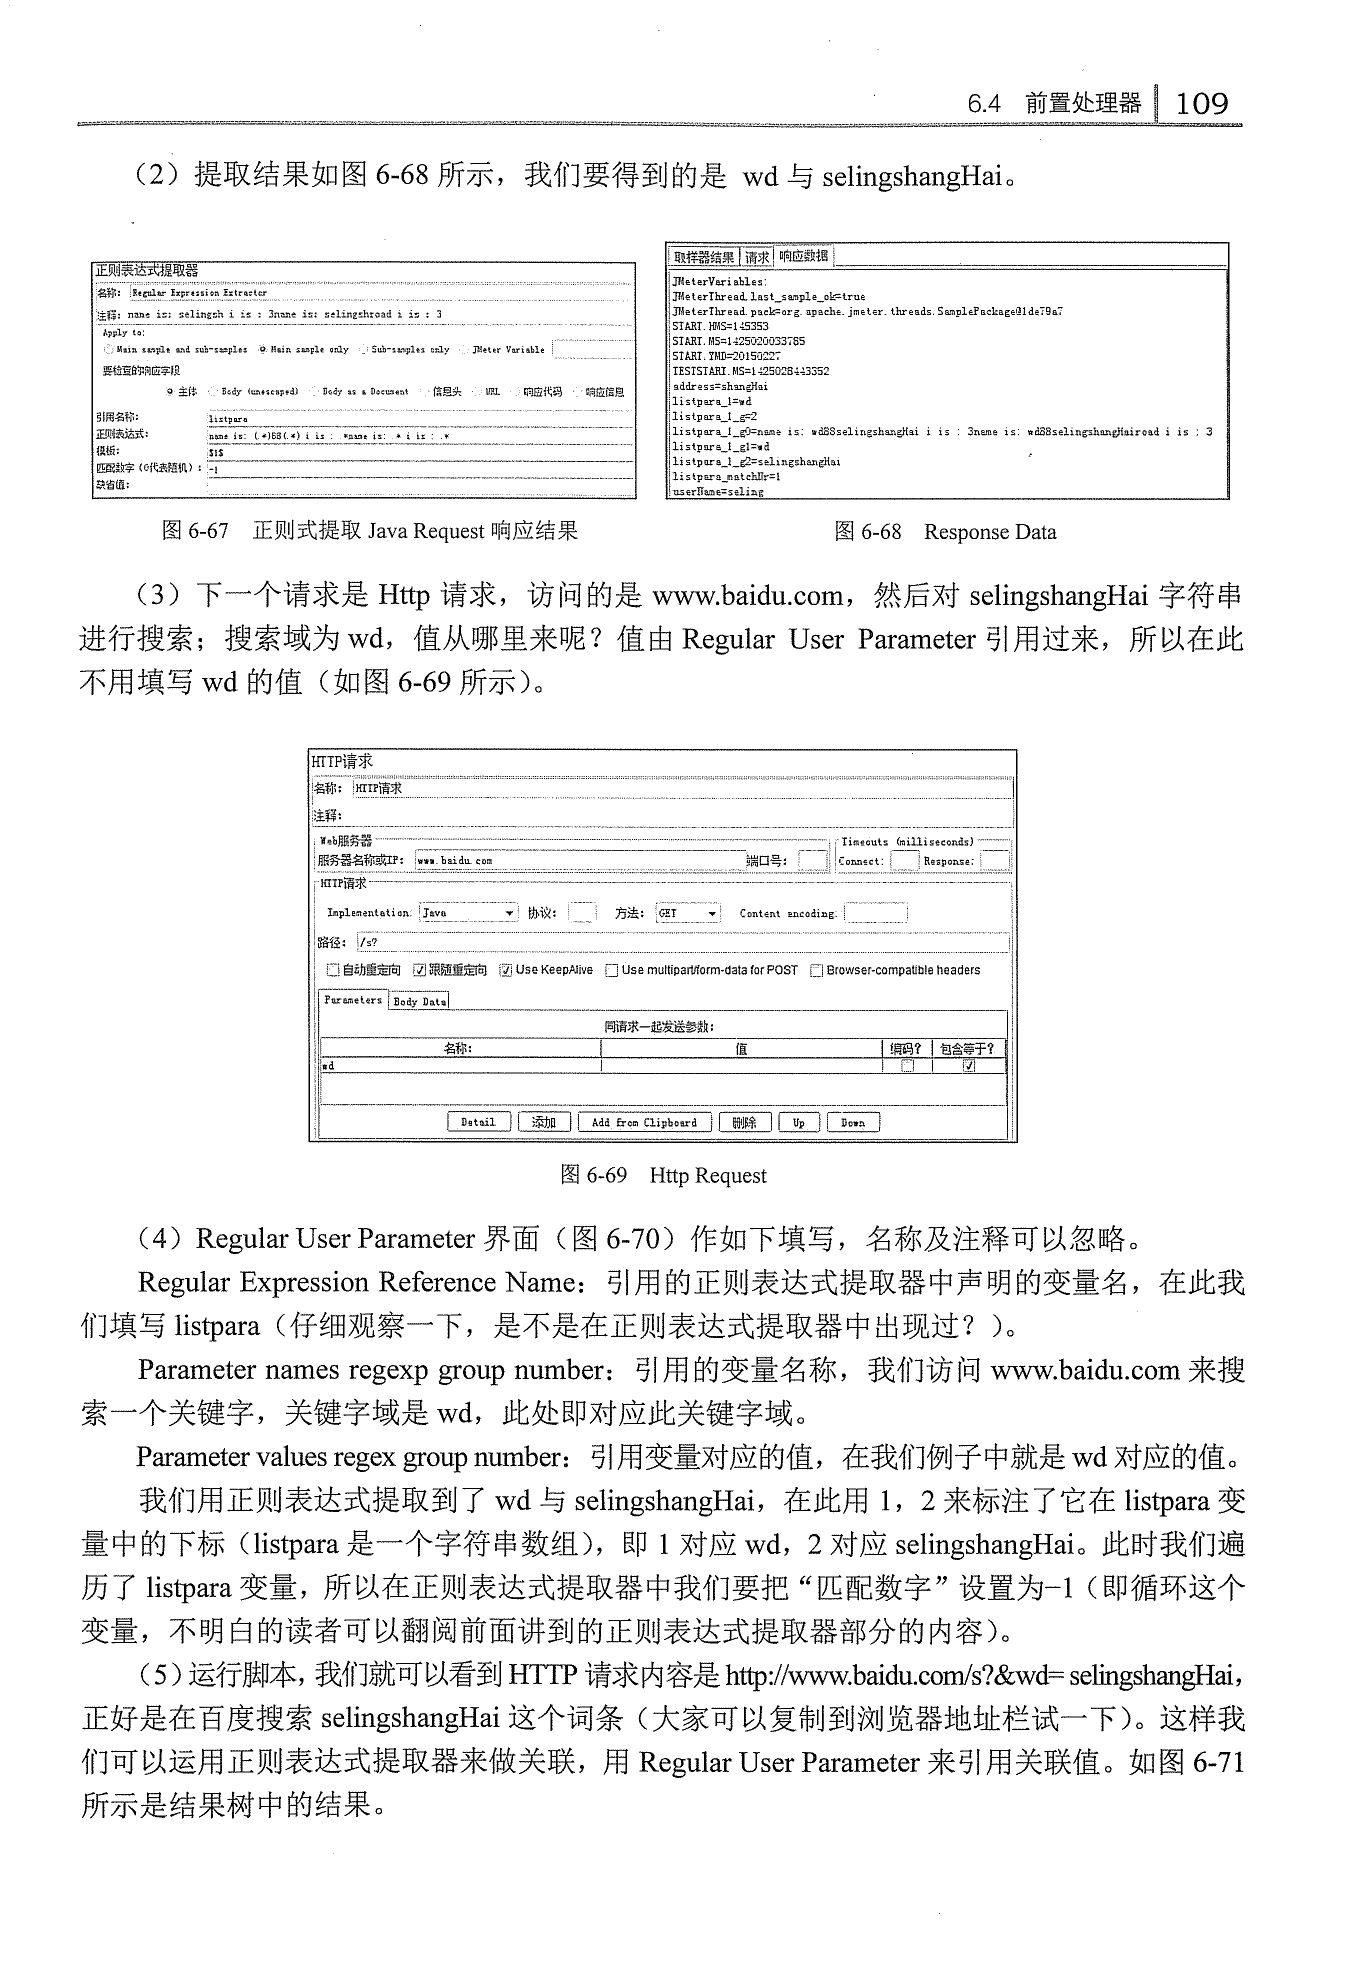 6.4 前置处理器 109
（2）提取结果如图 6-68 所示，我们要得到的是 wd 与 selingshangHai。
正则表达式提取器
名称： Regular Expression Extractor
注释： name is: selingsh i is : 3name is: selingshroad i is : 3
Apply to:
Main sample and sub-samples Main sample only Sub-samples only JMeter Variable
要检查的响应字段
主体 Body (unescaped) Body as a Document 信息头 URL 响应代码 响应信息
引用名称： listpara
正则表达式： name is: (.*)&&(.*) i is : .*name is: .* i is : .*
模板： $1$
匹配数字（0代表随机）： -1
缺省值：
取样器结果 请求 响应数据
JMeterVariables:
JMeterThread.last_sample_ok=true
JMeterThread.pack=org.apache.jmeter.threads.SamplePackage@1de79a7
START.HMS=145353
START.MS=1425020033785
START.YMD=20150227
TESTSTART.MS=1425028443352
address=shangHai
listpara_1=wd
listpara_1_g=2
listpara_1_g0=name is: wd&&selingshangHai i is : 3name is: wd&&selingshangHairoad i is : 3
listpara_1_g1=wd
listpara_1_g2=selingshangHai
listpara_matchNr=1
userName=seling
图 6-67 正则式提取 Java Request 响应结果
图 6-68 Response Data
（3）下一个请求是 Http 请求，访问的是 www.baidu.com，然后对 selingshangHai 字符串
进行搜索；搜索域为 wd，值从哪里来呢？值由 Regular User Parameter 引用过来，所以在此
不用填写 wd 的值（如图 6-69 所示）。
HTTP请求
名称： HTTP请求
注释：
Web服务器 Timeouts (milliseconds)
服务器名称或IP： www.baidu.com 端口号： Connect: Response:
HTTP请求
Implementation: Java 协议： 方法： GET Content encoding:
路径： /s?
自动重定向 跟随重定向 Use KeepAlive Use multipart/form-data for POST Browser-compatible headers
Parameters Body Data
同请求一起发送参数：
名称： 值 编码？ 包含等于？
wd
Detail 添加 Add from Clipboard 删除 Up Down
图 6-69 Http Request
（4）Regular User Parameter 界面（图 6-70）作如下填写，名称及注释可以忽略。
Regular Expression Reference Name：引用的正则表达式提取器中声明的变量名，在此我
们填写 listpara（仔细观察一下，是不是在正则表达式提取器中出现过？）。
Parameter names regexp group number：引用的变量名称，我们访问 www.baidu.com 来搜
索一个关键字，关键字域是 wd，此处即对应此关键字域。
Parameter values regex group number：引用变量对应的值，在我们例子中就是 wd 对应的值。
我们用正则表达式提取到了 wd 与 selingshangHai，在此用 1，2 来标注了它在 listpara 变
量中的下标（listpara 是一个字符串数组），即 1 对应 wd，2 对应 selingshangHai。此时我们遍
历了 listpara 变量，所以在正则表达式提取器中我们要把“匹配数字”设置为–1（即循环这个
变量，不明白的读者可以翻阅前面讲到的正则表达式提取器部分的内容）。
（5）运行脚本，我们就可以看到 HTTP 请求内容是 http://www.baidu.com/s?&wd= selingshangHai，
正好是在百度搜索 selingshangHai 这个词条（大家可以复制到浏览器地址栏试一下）。这样我
们可以运用正则表达式提取器来做关联，用 Regular User Parameter 来引用关联值。如图 6-71
所示是结果树中的结果。